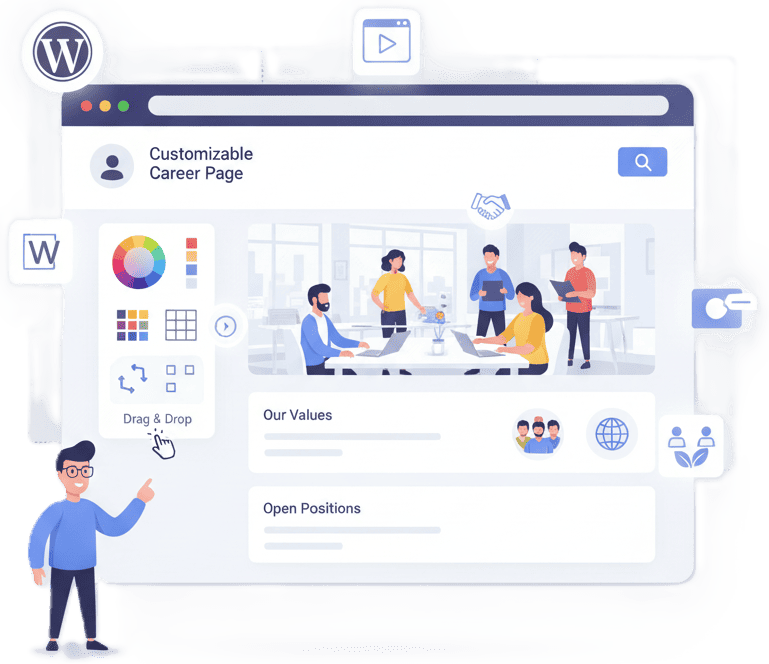 W
Customizable
Career Page
W
Drag & Drop
Our Values
Open Positions